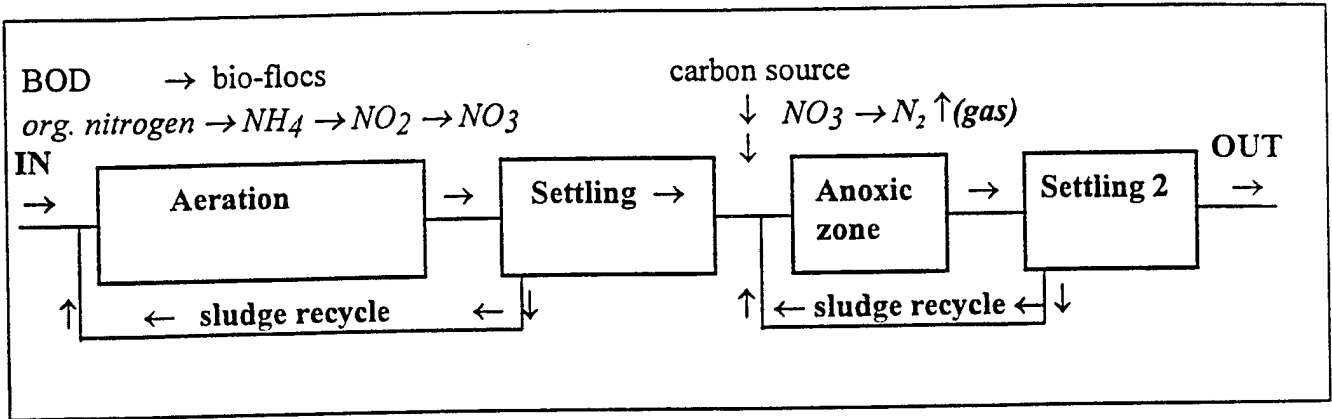 BOD → bio-flocs
org. nitrogen → NH4 → NO2 → NO3
carbon source
↓ NO3 → N2 ↑ (gas)
↓
IN
→
Aeration
→
Settling →
Anoxic
zone
→
Settling 2
OUT
→
↑ ← sludge recycle ← ↓
↑ ← sludge recycle ← ↓